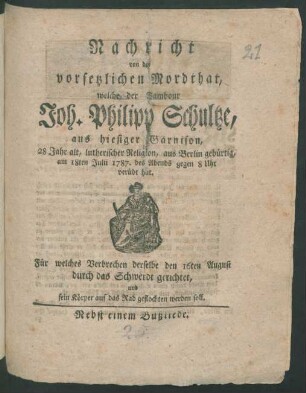 21
Nachricht
von der
vorsetzlichen Mordthat,
welche der Tambour
Joh. Philipp Schultze,
aus hiesiger Garnison,
28 Jahr alt, lutherischer Religion, aus Berlin gebürtig,
am 18ten Julii 1787. des Abends gegen 8 Uhr
verübt hat.
Für welches Verbrechen derselbe den 16ten August
durch das Schwerdt gerichtet,
und
sein Körper auf das Rad geflochten werden soll.
Nebst einem Bußliede.